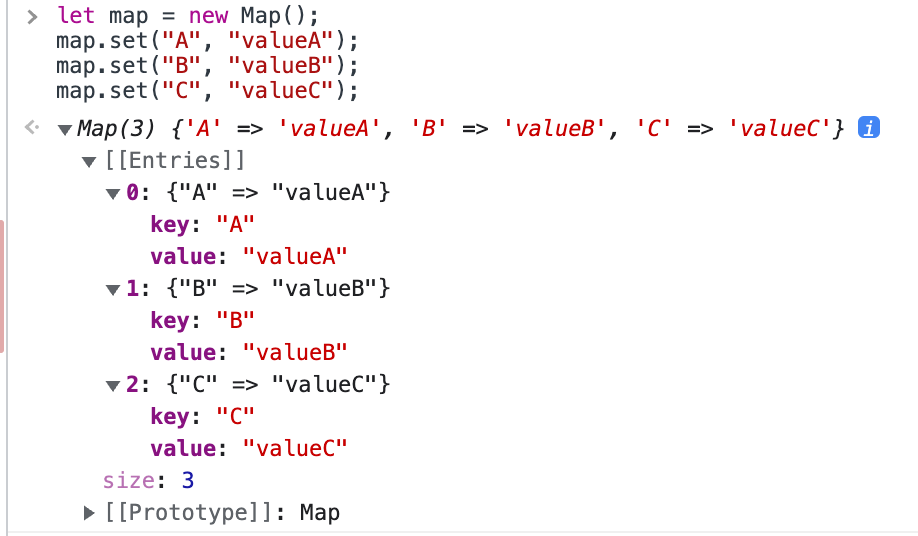 let map = new Map();
map.set("A", "valueA");
map.set("B", "valueB");
map.set("C", "valueC");
Map(3) {'A' => 'valueA', 'B' => 'valueB', 'C' => 'valueC'} i
[[Entries]]
0: {"A" => "valueA"}
key: "A"
value: "valueA"
1: {"B" => "valueB"}
key: "B"
value: "valueB"
2: {"C" => "valueC"}
key: "C"
value: "valueC"
size: 3
[[Prototype]]: Map